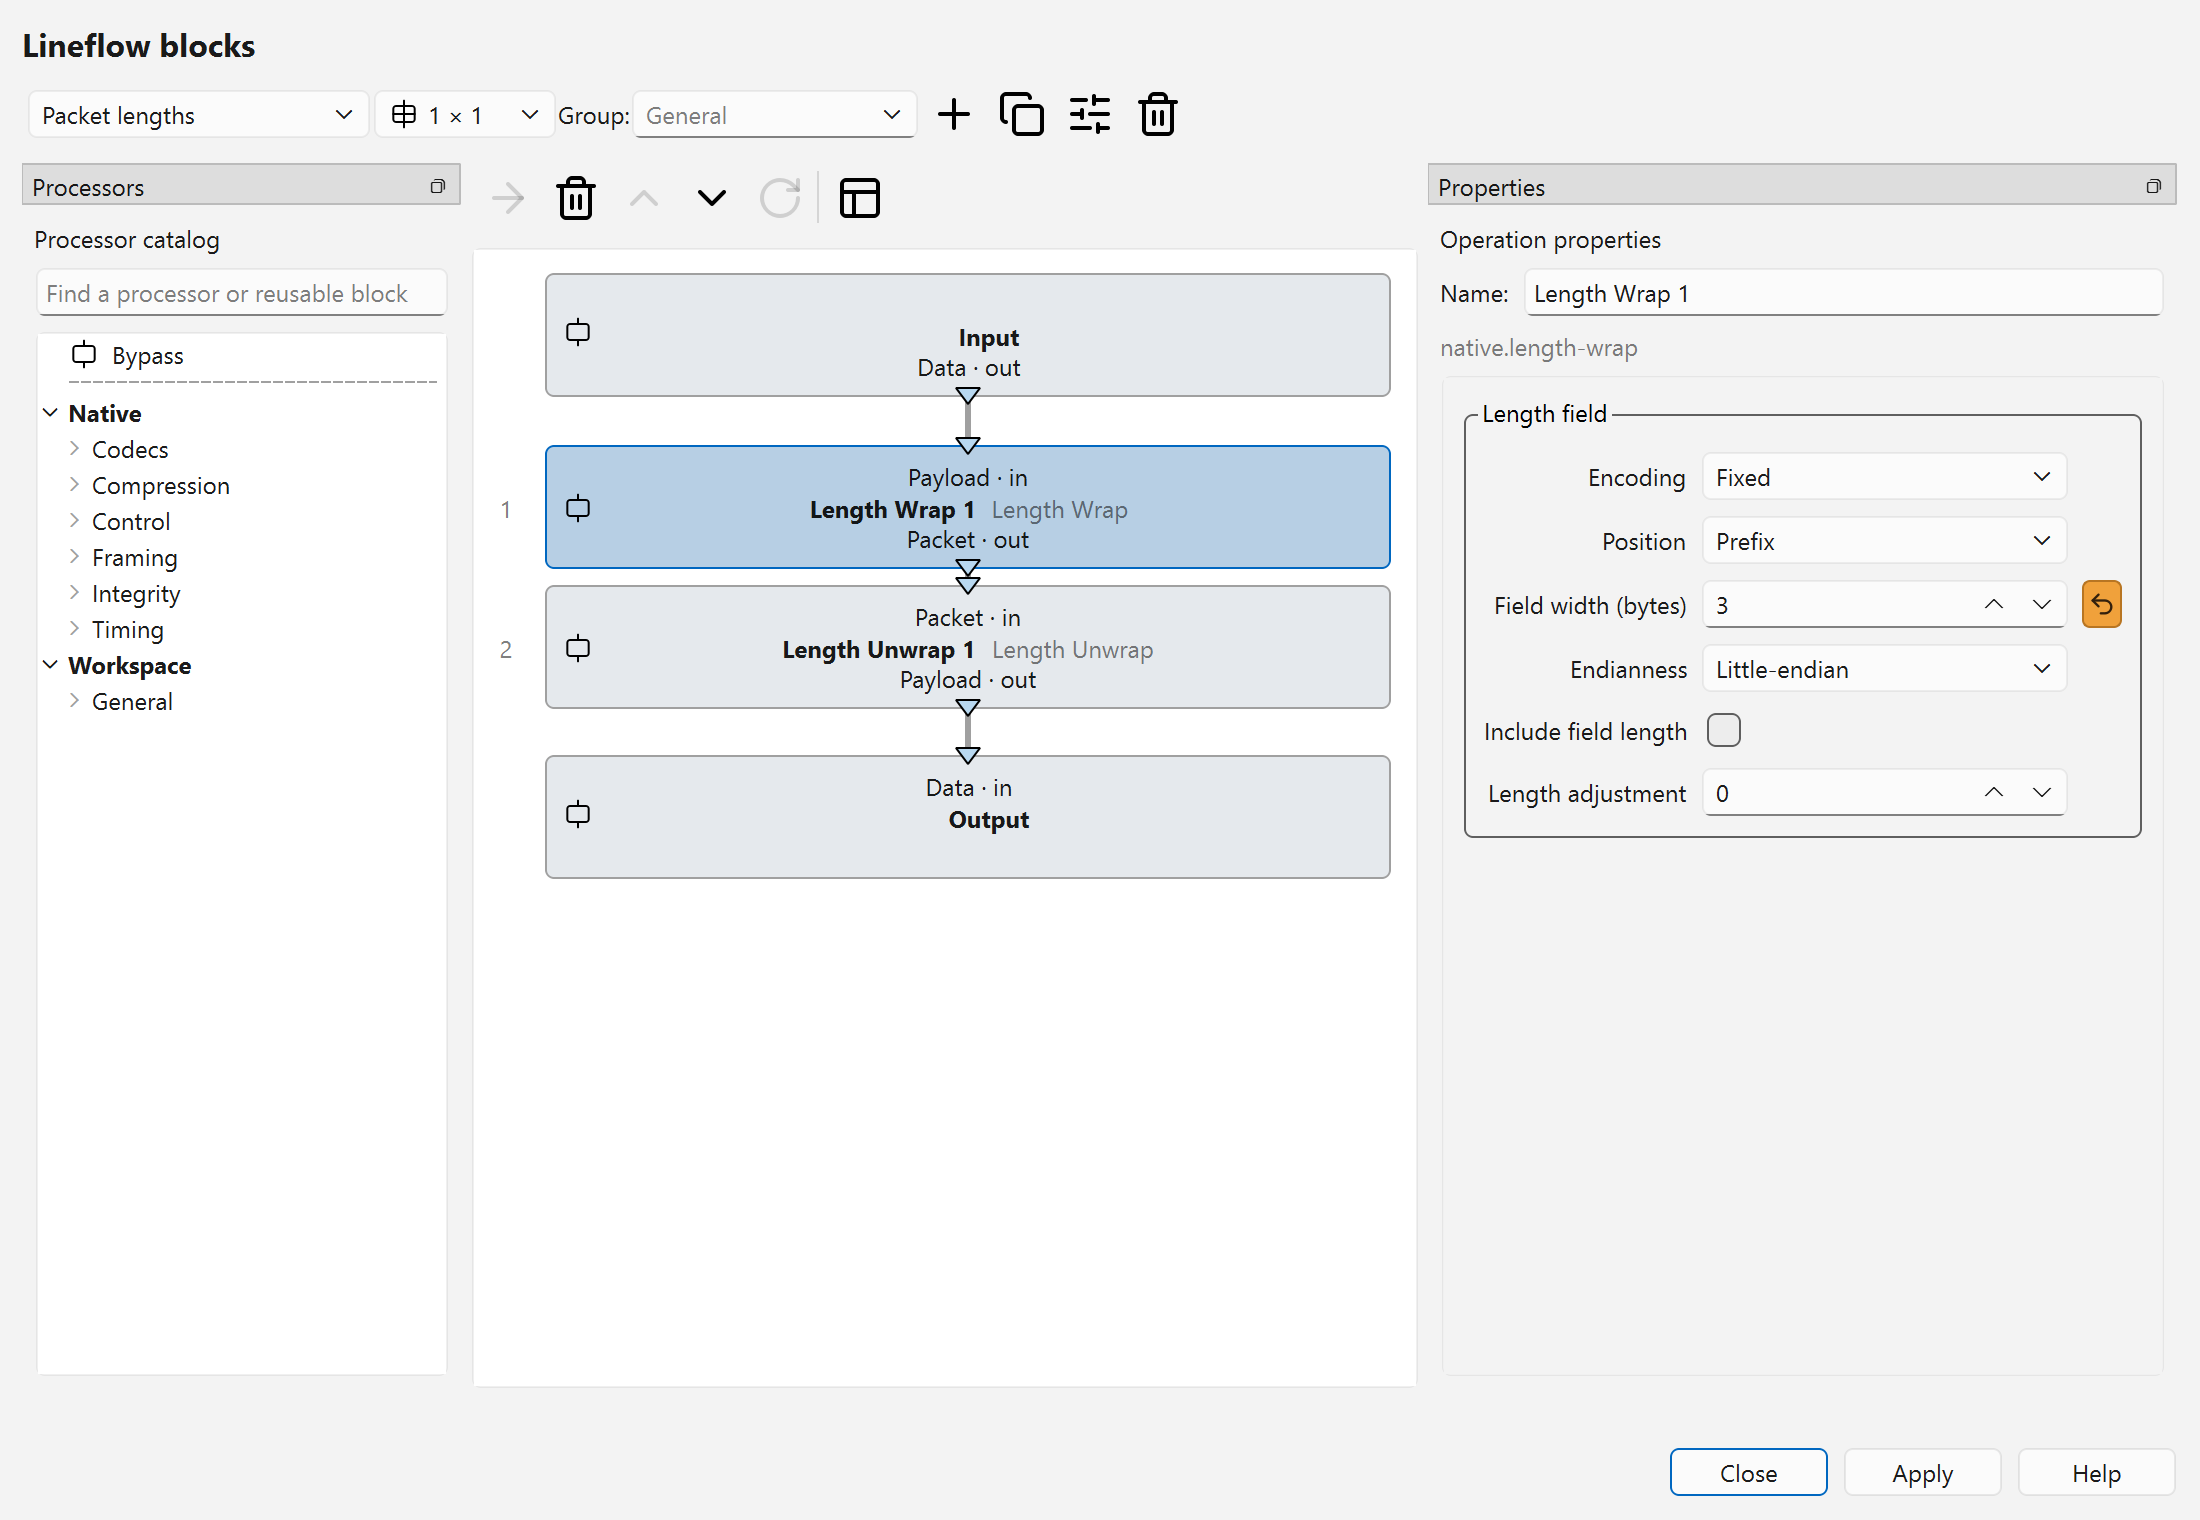 Lineflow blocks
Packet lengths
1 × 1
Group:
General
Processors
Processor catalog
Find a processor or reusable block
Bypass
Native
Codecs
Compression
Control
Framing
Integrity
Timing
Workspace
General
Input
Data · out
1
Payload · in
Length Wrap 1 Length Wrap
Packet · out
2
Packet · in
Length Unwrap 1 Length Unwrap
Payload · out
Data · in
Output
Properties
Operation properties
Name: Length Wrap 1
native.length-wrap
Length field
Encoding Fixed
Position Prefix
Field width (bytes) 3
Endianness Little-endian
Include field length
Length adjustment 0
Close
Apply
Help